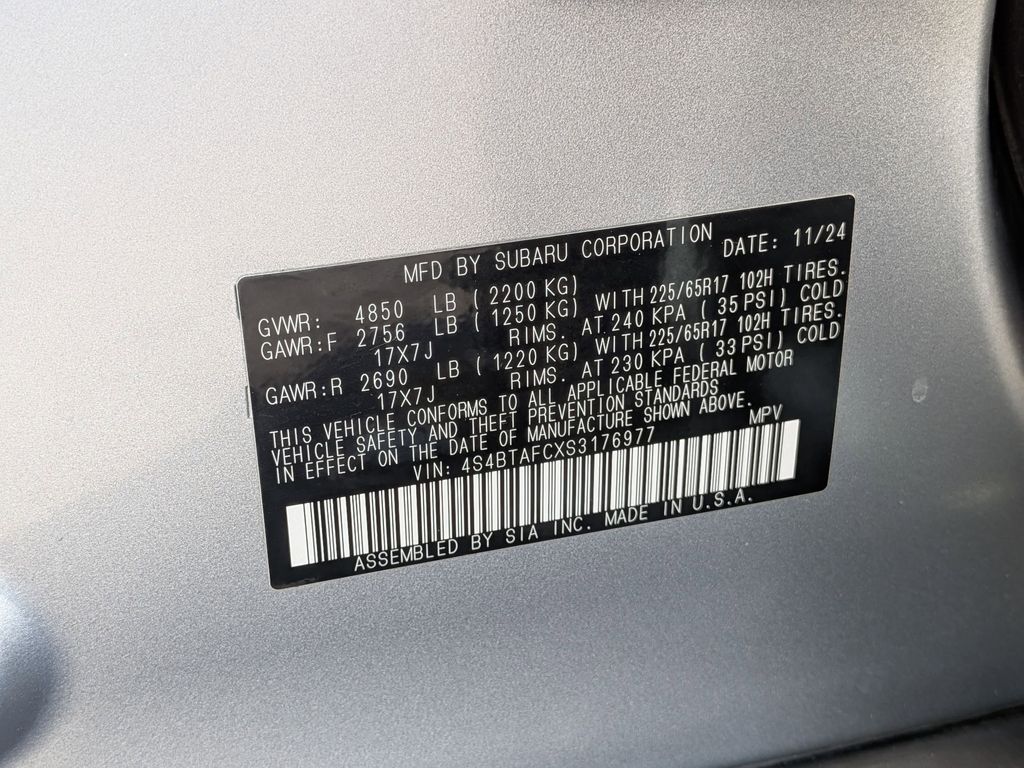 MFD BY SUBARU CORPORATION DATE: 11/24
GVWR: 4850 LB ( 2200 KG)
GAWR:F 2756 LB ( 1250 KG) WITH 225/65R17 102H TIRES.
17X7J RIMS. AT 240 KPA ( 35 PSI) COLD
GAWR:R 2690 LB ( 1220 KG) WITH 225/65R17 102H TIRES.
17X7J RIMS. AT 230 KPA ( 33 PSI) COLD
THIS VEHICLE CONFORMS TO ALL APPLICABLE FEDERAL MOTOR
VEHICLE SAFETY AND THEFT PREVENTION STANDARDS
IN EFFECT ON THE DATE OF MANUFACTURE SHOWN ABOVE.
VIN: 4S4BTAFCXS3176977 MPV
ASSEMBLED BY SIA INC. MADE IN U.S.A.